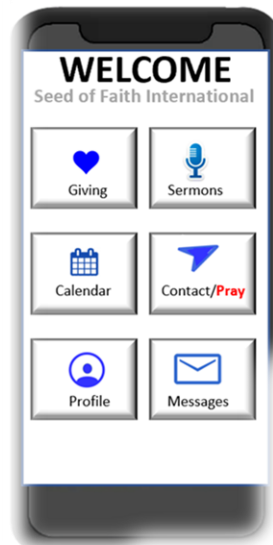 WELCOME
Seed of Faith International
Giving
Sermons
Calendar
Contact/Pray
Profile
Messages